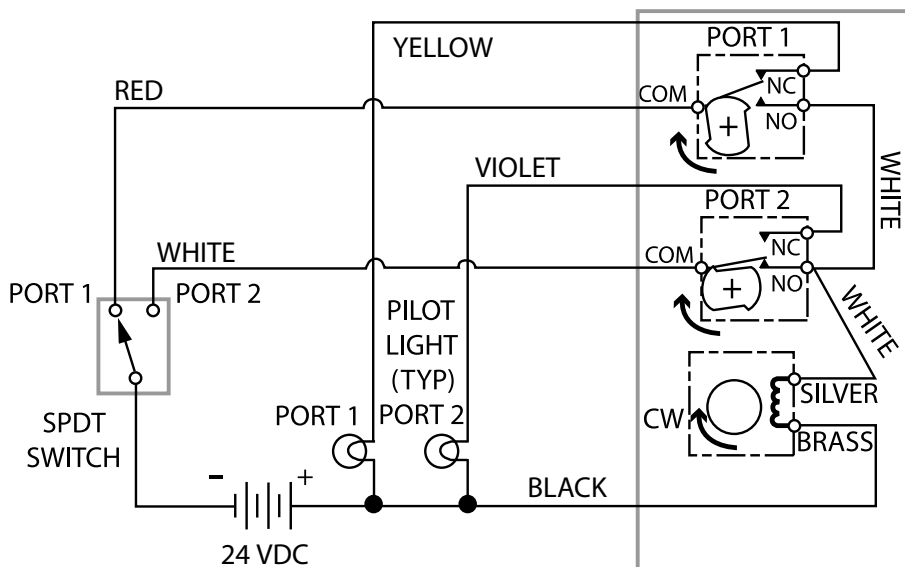 YELLOW
PORT 1
RED
COM
NC
NO
+
WHITE
VIOLET
PORT 2
WHITE
COM
NC
NO
+
WHITE
PORT 1
PORT 2
PILOT
LIGHT
(TYP)
PORT 1
PORT 2
SILVER
CW
BRASS
SPDT
SWITCH
- +
BLACK
24 VDC